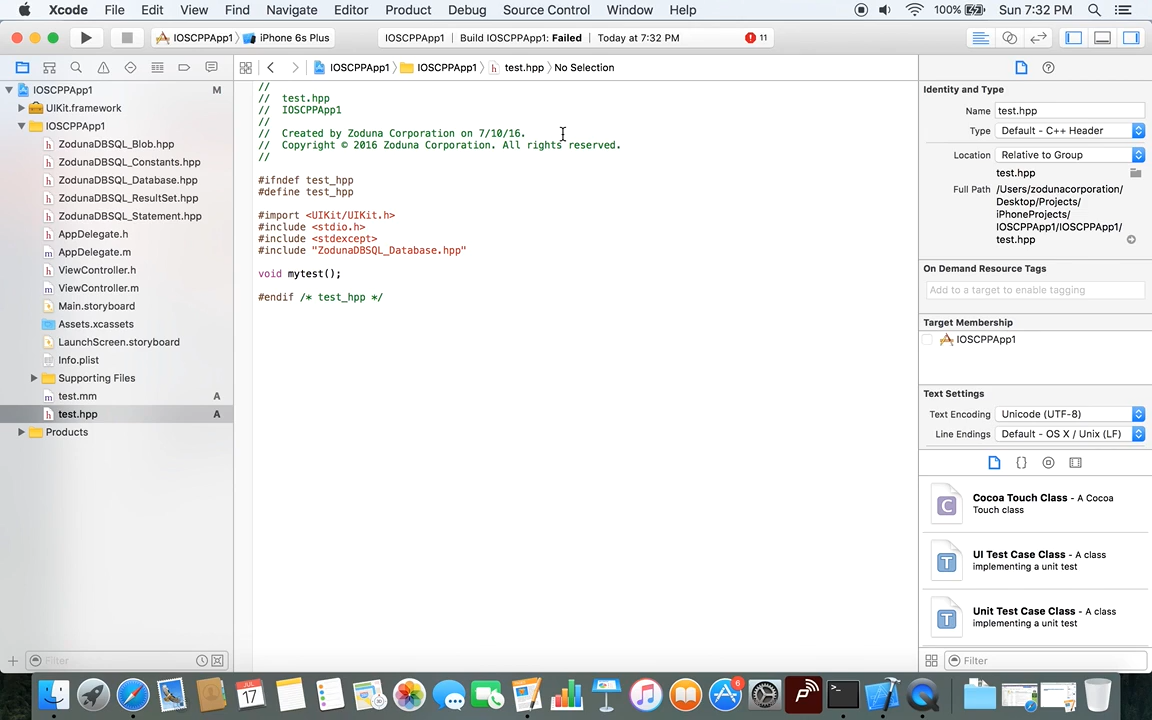 Xcode File Edit View Find Navigate Editor Product Debug Source Control Window Help 100% Sun 7:32 PM
IOSCPPApp1 iPhone 6s Plus IOSCPPApp1 Build IOSCPPApp1: Failed Today at 7:32 PM 11
IOSCPPApp1 IOSCPPApp1 test.hpp No Selection
IOSCPPApp1 M
UIKit.framework
IOSCPPApp1
ZodunaDBSQL_Blob.hpp
ZodunaDBSQL_Constants.hpp
ZodunaDBSQL_Database.hpp
ZodunaDBSQL_ResultSet.hpp
ZodunaDBSQL_Statement.hpp
AppDelegate.h
AppDelegate.m
ViewController.h
ViewController.m
Main.storyboard
Assets.xcassets
LaunchScreen.storyboard
Info.plist
Supporting Files
test.mm A
test.hpp A
Products
Filter
//
// test.hpp
// IOSCPPApp1
//
// Created by Zoduna Corporation on 7/10/16.
// Copyright © 2016 Zoduna Corporation. All rights reserved.
//
#ifndef test_hpp
#define test_hpp
#import <UIKit/UIKit.h>
#include <stdio.h>
#include <stdexcept>
#include "ZodunaDBSQL_Database.hpp"
void mytest();
#endif /* test_hpp */
Identity and Type
Name test.hpp
Type Default - C++ Header
Location Relative to Group
test.hpp
Full Path /Users/zodunacorporation/
Desktop/Projects/
iPhoneProjects/
IOSCPPApp1/IOSCPPApp1/
test.hpp
On Demand Resource Tags
Add to a target to enable tagging
Target Membership
IOSCPPApp1
Text Settings
Text Encoding Unicode (UTF-8)
Line Endings Default - OS X / Unix (LF)
C
Cocoa Touch Class - A Cocoa
Touch class
T
UI Test Case Class - A class
implementing a unit test
T
Unit Test Case Class - A class
implementing a unit test
Filter
JUL
17
6